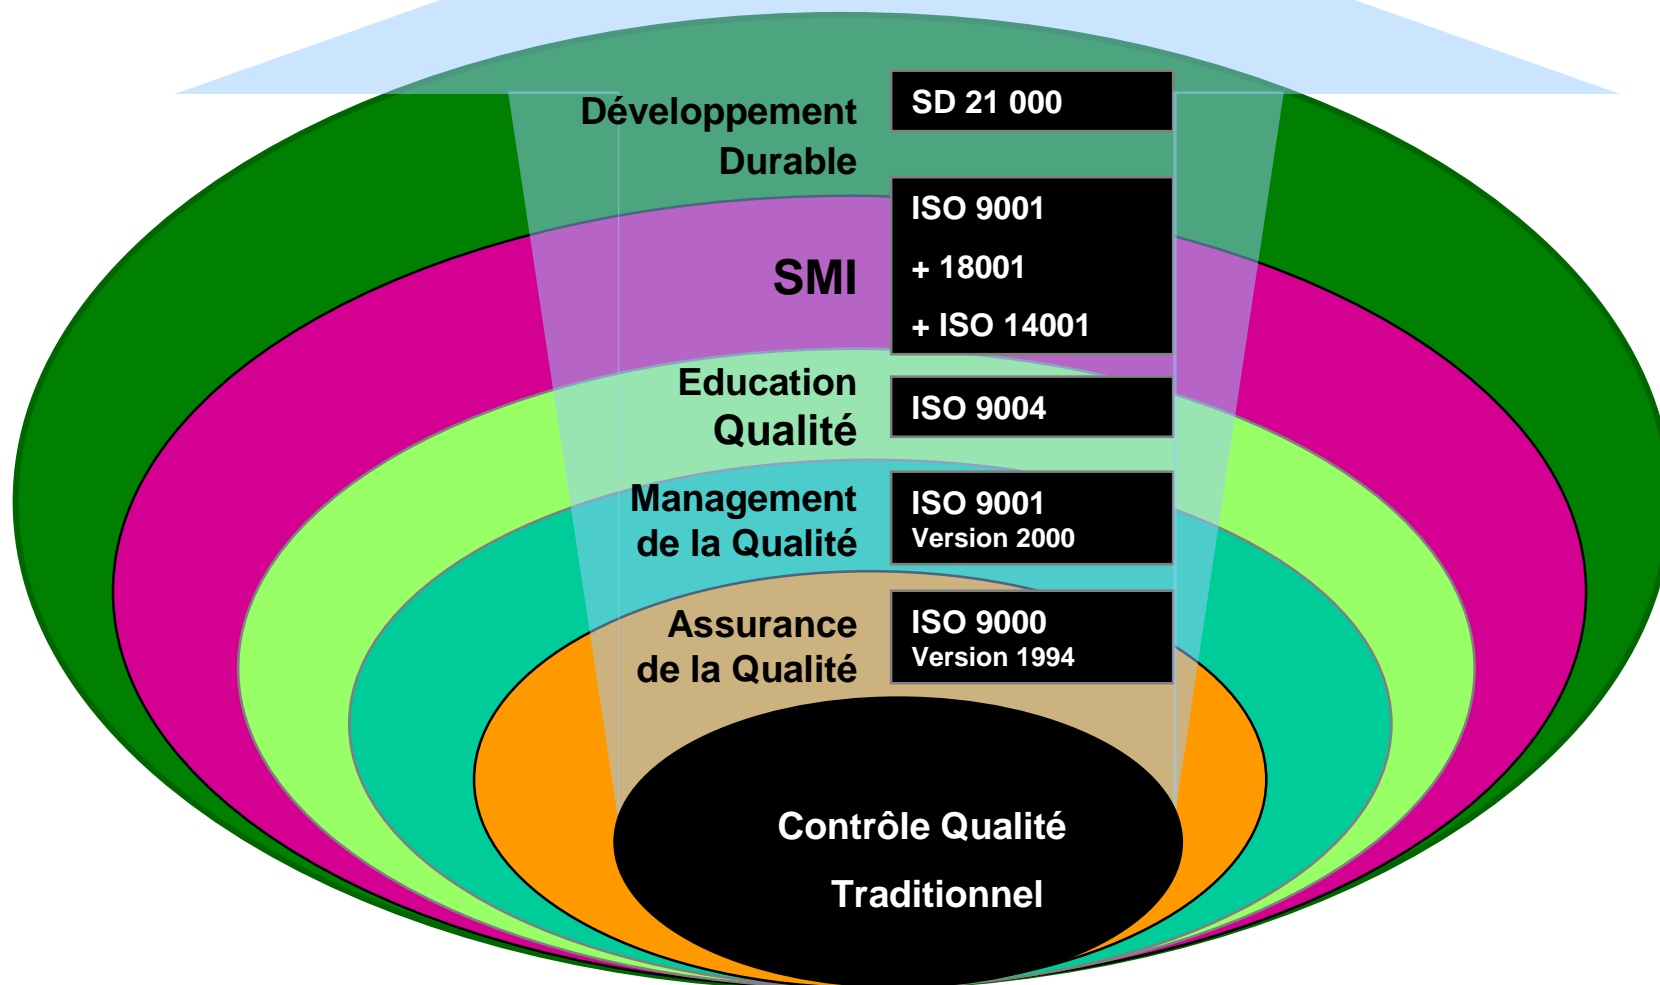 Développement
Durable
SD 21 000
SMI
ISO 9001
+ 18001
+ ISO 14001
Education
Qualité
ISO 9004
Management
de la Qualité
ISO 9001
Version 2000
Assurance
de la Qualité
ISO 9000
Version 1994
Contrôle Qualité
Traditionnel